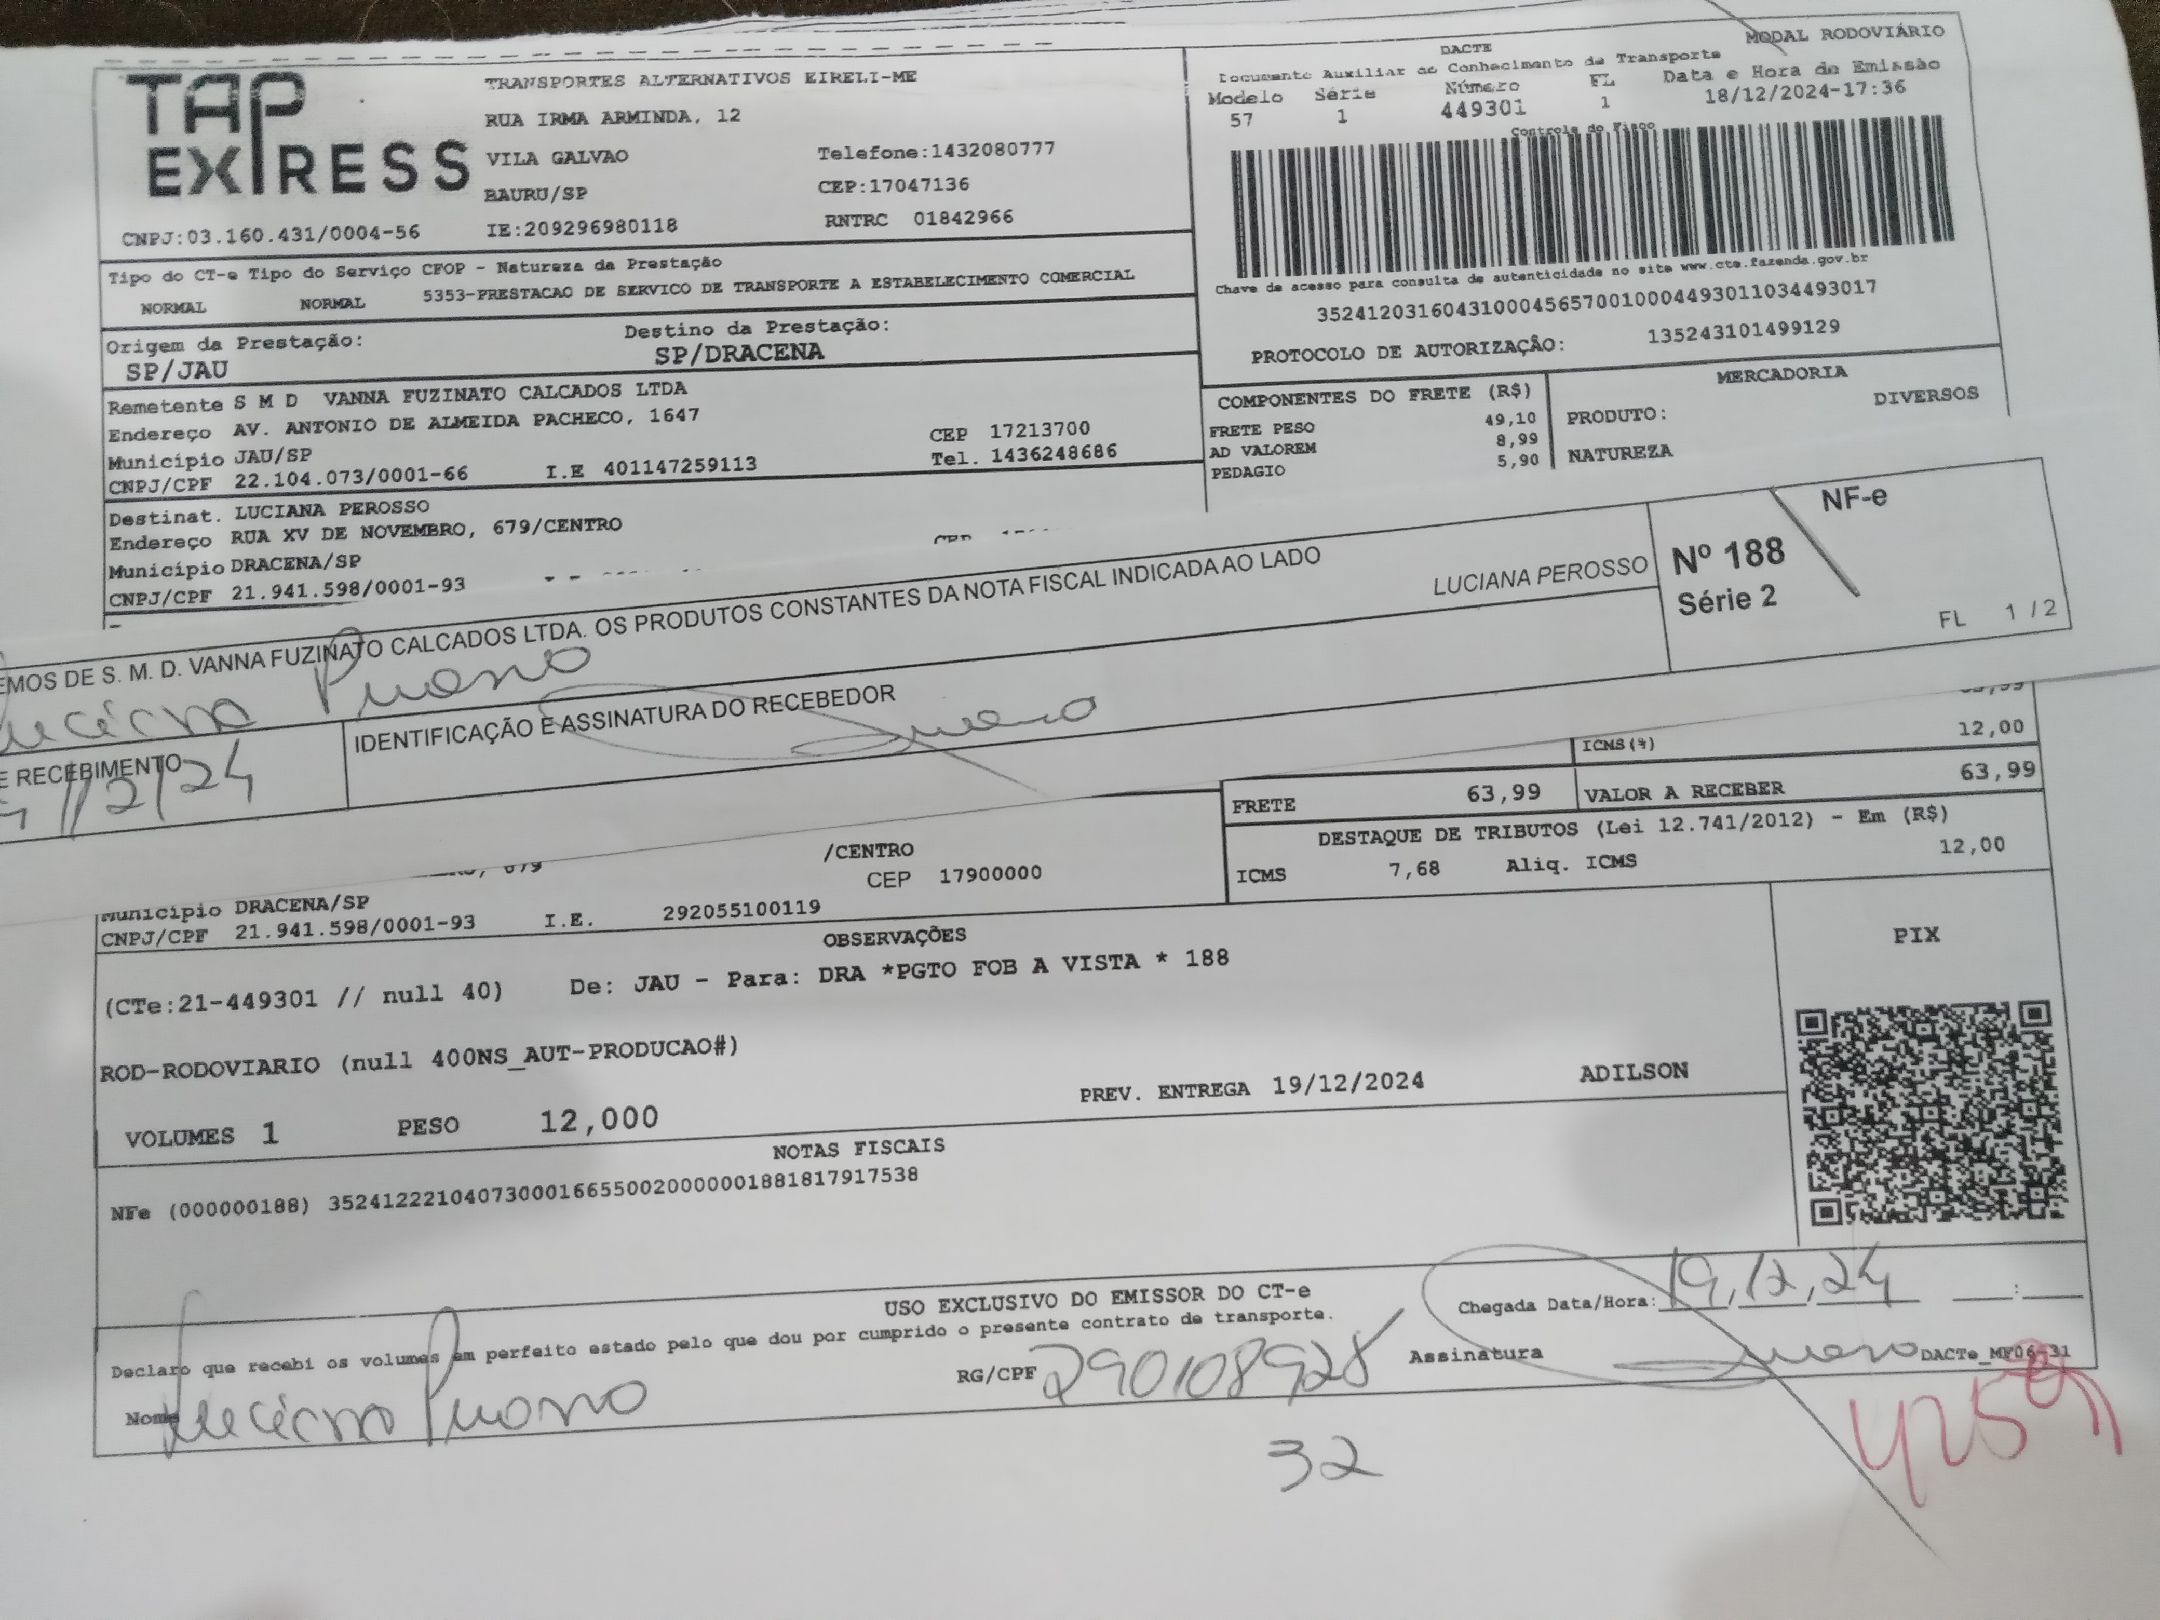 TAP EXPRESS
TRANSPORTES ALTERNATIVOS EIRELI-ME
RUA IRMA ARMINDA, 12
VILA GALVAO Telefone:1432080777
BAURU/SP CEP:17047136
CNPJ:03.160.431/0004-56 IE:209296980118 RNTRC 01842966
DACTE MODAL RODOVIÁRIO
Documento Auxiliar do Conhecimento de Transporte
Modelo Série Número FL Data e Hora de Emissão
57 1 449301 1 18/12/2024-17:36
Controle do Fisco
Chave de acesso para consulta de autenticidade no site www.cte.fazenda.gov.br
35241203160431000456570010004493011034493017
PROTOCOLO DE AUTORIZAÇÃO: 135243101499129
Tipo do CT-e Tipo do Serviço CFOP - Natureza da Prestação
NORMAL NORMAL 5353-PRESTACAO DE SERVICO DE TRANSPORTE A ESTABELECIMENTO COMERCIAL
Origem da Prestação: Destino da Prestação:
SP/JAU SP/DRACENA
Remetente S M D VANNA FUZINATO CALCADOS LTDA
Endereço AV. ANTONIO DE ALMEIDA PACHECO, 1647
Município JAU/SP CEP 17213700
CNPJ/CPF 22.104.073/0001-66 I.E 401147259113 Tel. 1436248686
COMPONENTES DO FRETE (R$)
FRETE PESO 49,10
AD VALOREM 8,99
PEDAGIO 5,90
MERCADORIA
PRODUTO: DIVERSOS
NATUREZA
Destinat. LUCIANA PEROSSO
Endereço RUA XV DE NOVEMBRO, 679/CENTRO
Município DRACENA/SP
CNPJ/CPF 21.941.598/0001-93
EMOS DE S. M. D. VANNA FUZINATO CALCADOS LTDA. OS PRODUTOS CONSTANTES DA NOTA FISCAL INDICADA AO LADO
LUCIANA PEROSSO
NF-e
Nº 188
Série 2
FL 1 / 2
E RECEBIMENTO
12/24
IDENTIFICAÇÃO E ASSINATURA DO RECEBEDOR
63,99
ICMS(%) 12,00
FRETE 63,99 VALOR A RECEBER 63,99
DESTAQUE DE TRIBUTOS (Lei 12.741/2012) - Em (R$)
ICMS 7,68 Aliq. ICMS 12,00
679 /CENTRO
Município DRACENA/SP CEP 17900000
CNPJ/CPF 21.941.598/0001-93 I.E. 292055100119
OBSERVAÇÕES
(CTe:21-449301 // null 40) De: JAU - Para: DRA *PGTO FOB A VISTA * 188
ROD-RODOVIARIO (null 400NS_AUT-PRODUCAO#)
VOLUMES 1 PESO 12,000 PREV. ENTREGA 19/12/2024 ADILSON
PIX
NOTAS FISCAIS
NFe (000000188) 35241222104073000166550020000001881817917538
USO EXCLUSIVO DO EMISSOR DO CT-e
Declaro que recebi os volumes em perfeito estado pelo que dou por cumprido o presente contrato de transporte.
Chegada Data/Hora: 19/12/24 :
Nome RG/CPF 290108928 Assinatura
DACTe_MF06-31
32